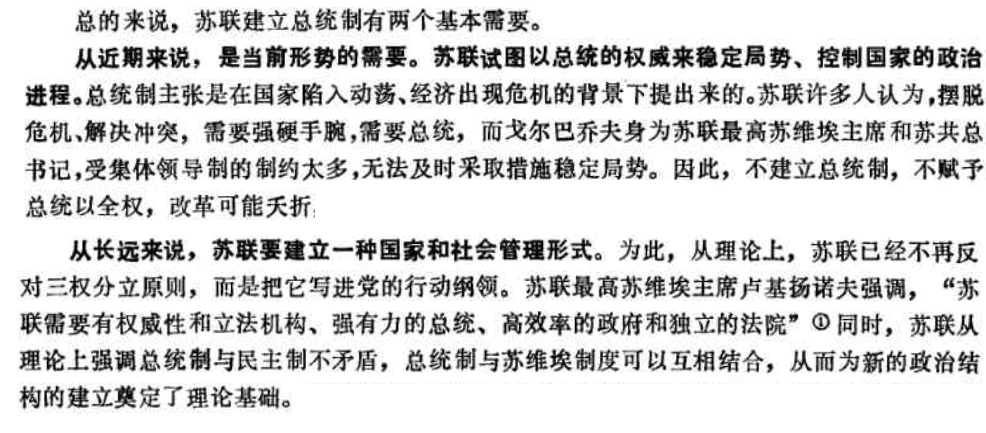 总的来说，苏联建立总统制有两个基本需要。
从近期来说，是当前形势的需要。苏联试图以总统的权威来稳定局势、控制国家的政治
进程。总统制主张是在国家陷入动荡、经济出现危机的背景下提出来的。苏联许多人认为，摆脱
危机、解决冲突，需要强硬手腕，需要总统，而戈尔巴乔夫身为苏联最高苏维埃主席和苏共总
书记，受集体领导制的制约太多，无法及时采取措施稳定局势。因此，不建立总统制，不赋予
总统以全权，改革可能夭折
从长远来说，苏联要建立一种国家和社会管理形式。为此，从理论上，苏联已经不再反
对三权分立原则，而是把它写进党的行动纲领。苏联最高苏维埃主席卢基扬诺夫强调，“苏
联需要有权威性和立法机构、强有力的总统、高效率的政府和独立的法院”①同时，苏联从
理论上强调总统制与民主制不矛盾，总统制与苏维埃制度可以互相结合，从而为新的政治结
构的建立奠定了理论基础。